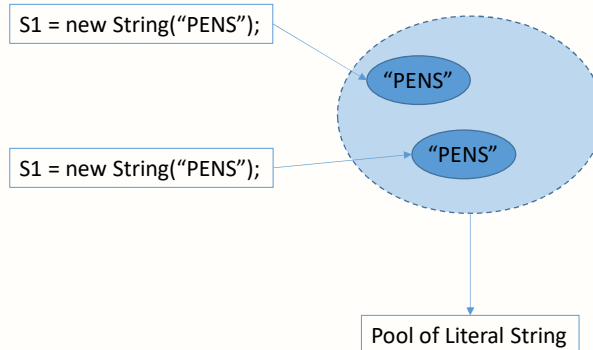 S1 = new String(“PENS”);
“PENS”
“PENS”
S1 = new String(“PENS”);
Pool of Literal String